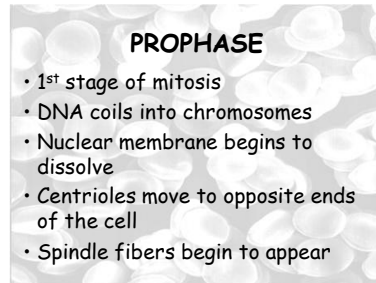 PROPHASE
• 1st stage of mitosis
• DNA coils into chromosomes
• Nuclear membrane begins to
dissolve
• Centrioles move to opposite ends
of the cell
• Spindle fibers begin to appear